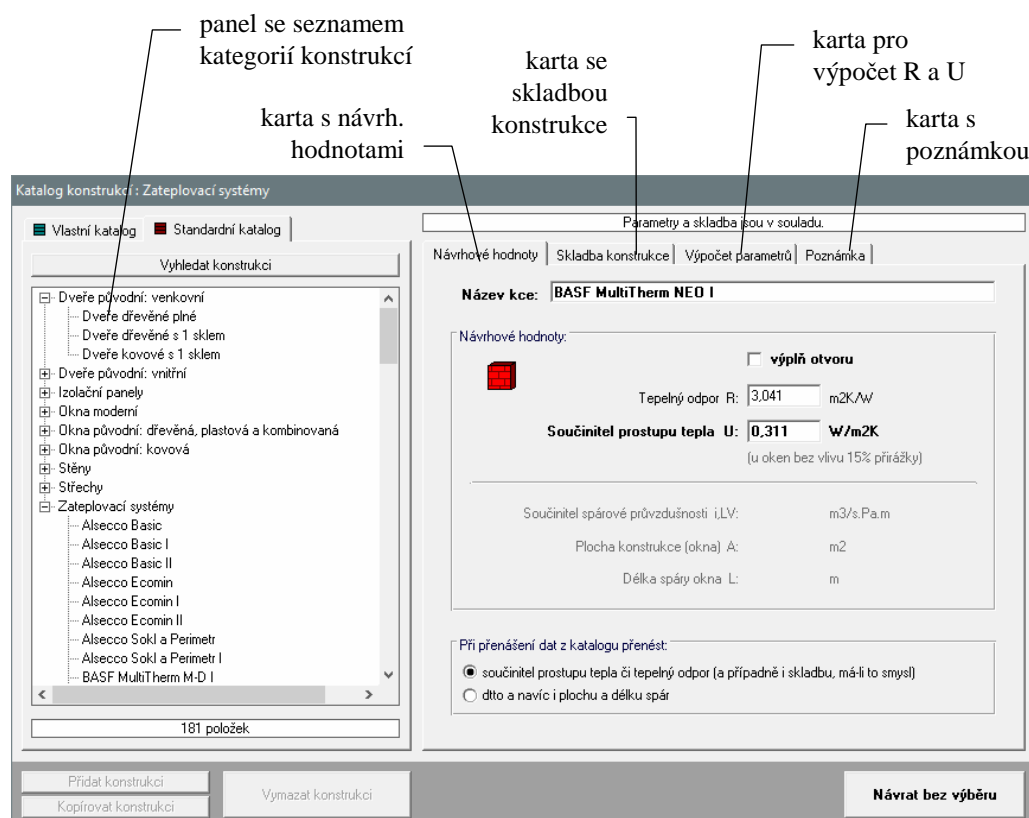 panel se seznamem
kategorií konstrukcí
karta se
skladbou
konstrukce
karta pro
výpočet R a U
karta s návrh.
hodnotami
karta s
poznámkou
Katalog konstrukcí : Zateplovací systémy
Vlastní katalog
Standardní katalog
Vyhledat konstrukci
Dveře původní: venkovní
Dveře dřevěné plné
Dveře dřevěné s 1 sklem
Dveře kovové s 1 sklem
Dveře původní: vnitřní
Izolační panely
Okna moderní
Okna původní: dřevěná, plastová a kombinovaná
Okna původní: kovová
Stěny
Střechy
Zateplovací systémy
Alsecco Basic
Alsecco Basic I
Alsecco Basic II
Alsecco Ecomin
Alsecco Ecomin I
Alsecco Ecomin II
Alsecco Sokl a Perimetr
Alsecco Sokl a Perimetr I
BASF MultiTherm M-D I
181 položek
Parametry a skladba jsou v souladu.
Návrhové hodnoty
Skladba konstrukce
Výpočet parametrů
Poznámka
Název kce: BASF MultiTherm NEO I
Návrhové hodnoty:
výplň otvoru
Tepelný odpor R: 3,041 m2K/W
Součinitel prostupu tepla U: 0,311 W/m2K
(u oken bez vlivu 15% přirážky)
Součinitel spárové průvzdušnosti i,LV: m3/s.Pa.m
Plocha konstrukce (okna) A: m2
Délka spáry okna L: m
Při přenášení dat z katalogu přenést:
součinitel prostupu tepla či tepelný odpor (a případně i skladbu, má-li to smysl)
dtto a navíc i plochu a délku spár
Přidat konstrukci
Kopírovat konstrukci
Vymazat konstrukci
Návrat bez výběru